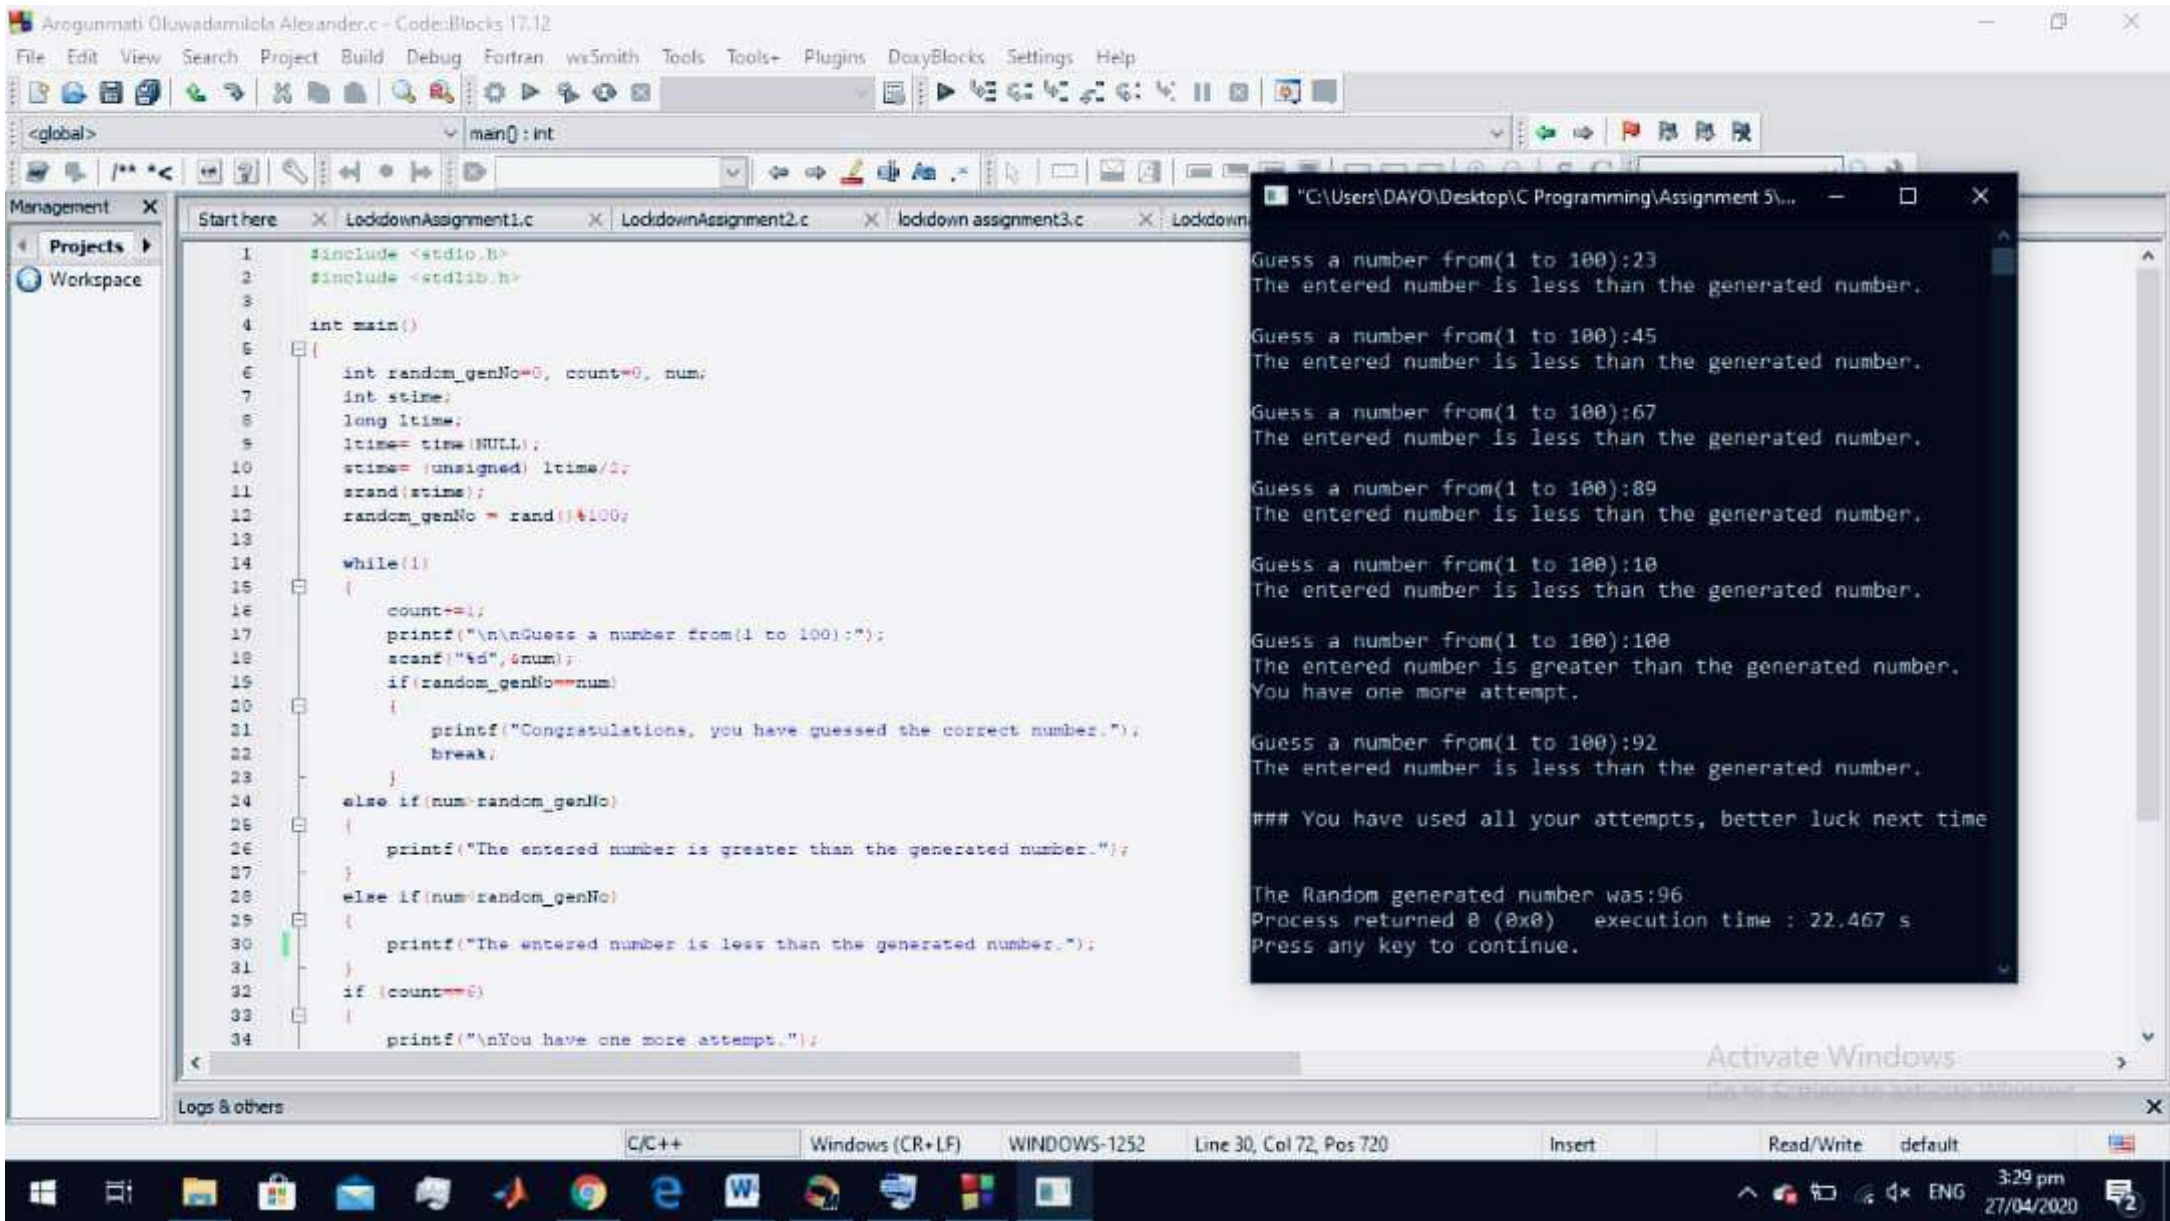 Arogunmati Oluwadamilola Alexander.c - Code::Blocks 17.12
File Edit View Search Project Build Debug Fortran wxSmith Tools Tools+ Plugins DoxyBlocks Settings Help
<global>
main() : int
Management
Projects
Workspace
Start here
LockdownAssignment1.c
LockdownAssignment2.c
lockdown assignment3.c
Lockdown
1 #include <stdio.h>
2 #include <stdlib.h>
3
4 int main()
5 {
6 int random_genNo=0, count=0, num;
7 int stime;
8 long ltime;
9 ltime= time(NULL);
10 stime= (unsigned) ltime/2;
11 srand(stime);
12 random_genNo = rand()%100;
13
14 while(1)
15 {
16 count+=1;
17 printf("\n\nGuess a number from(1 to 100):");
18 scanf("%d",&num);
19 if(random_genNo==num)
20 {
21 printf("Congratulations, you have guessed the correct number.");
22 break;
23 }
24 else if(num>random_genNo)
25 {
26 printf("The entered number is greater than the generated number.");
27 }
28 else if(num<random_genNo)
29 {
30 printf("The entered number is less than the generated number.");
31 }
32 if (count==6)
33 {
34 printf("\nYou have one more attempt.");
"C:\Users\DAYO\Desktop\C Programming\Assignment 5\...
Guess a number from(1 to 100):23
The entered number is less than the generated number.
Guess a number from(1 to 100):45
The entered number is less than the generated number.
Guess a number from(1 to 100):67
The entered number is less than the generated number.
Guess a number from(1 to 100):89
The entered number is less than the generated number.
Guess a number from(1 to 100):10
The entered number is less than the generated number.
Guess a number from(1 to 100):100
The entered number is greater than the generated number.
You have one more attempt.
Guess a number from(1 to 100):92
The entered number is less than the generated number.
### You have used all your attempts, better luck next time
The Random generated number was:96
Process returned 0 (0x0) execution time : 22.467 s
Press any key to continue.
Activate Windows
Go to Settings to activate Windows.
Logs & others
C/C++ Windows (CR+LF) WINDOWS-1252 Line 30, Col 72, Pos 720 Insert Read/Write default
ENG
3:29 pm
27/04/2020
2